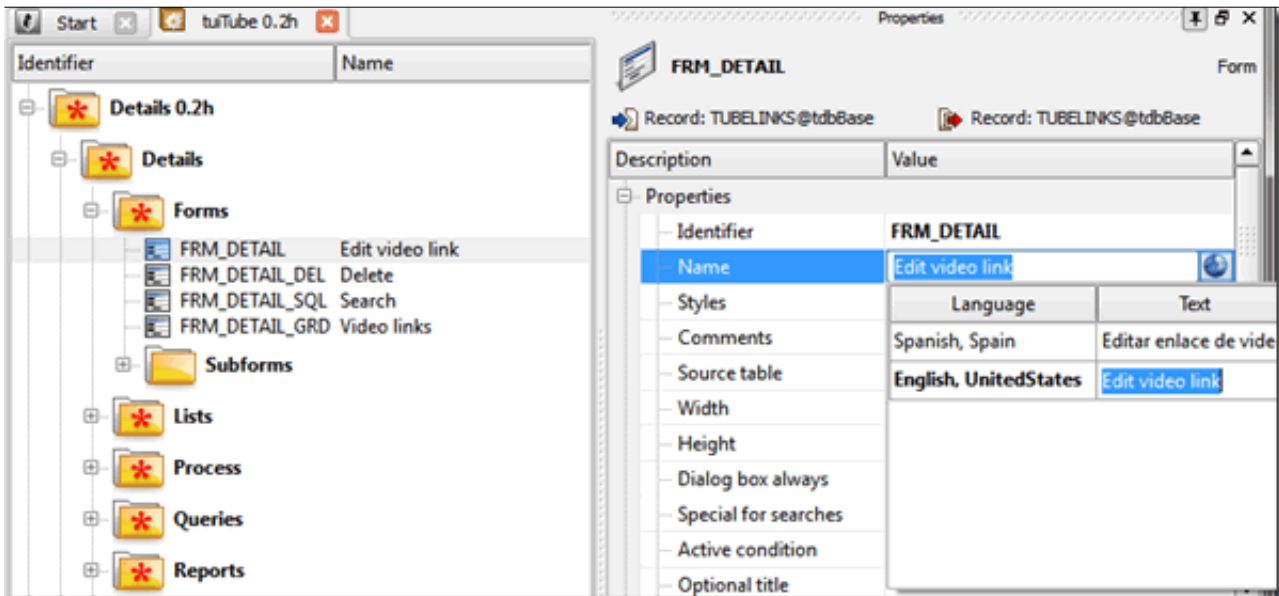 Start
tuiTube 0.2h
Identifier Name
Details 0.2h
Details
Forms
FRM_DETAIL Edit video link
FRM_DETAIL_DEL Delete
FRM_DETAIL_SQL Search
FRM_DETAIL_GRD Video links
Subforms
Lists
Process
Queries
Reports
Properties
FRM_DETAIL Form
Record: TUBELINKS@tdbBase Record: TUBELINKS@tdbBase
Description Value
Properties
Identifier FRM_DETAIL
Name Edit video link
Styles
Comments
Source table
Width
Height
Dialog box always
Special for searches
Active condition
Optional title
Language Text
Spanish, Spain Editar enlace de vide
English, UnitedStates Edit video link